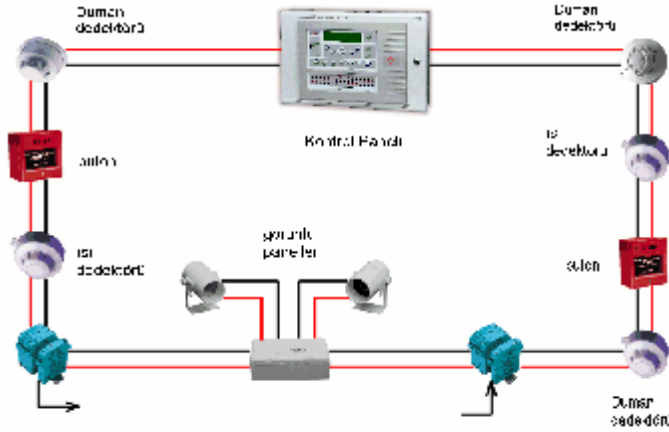 Duman
dedektörü
Duman
dedektörü
Kontrol Paneli
buton
ısı
dedektörü
ısı
dedektörü
görüntü
paneller
buton
Duman
dedektörü